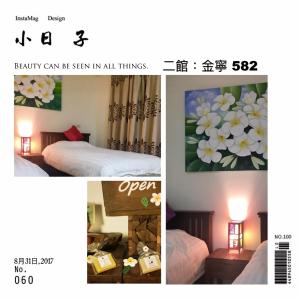 InstaMag Design
小日子
BEAUTY CAN BE SEEN IN ALL THINGS.
二館：金寧 582
Open
8月31日,2017
No.
060
NO.100